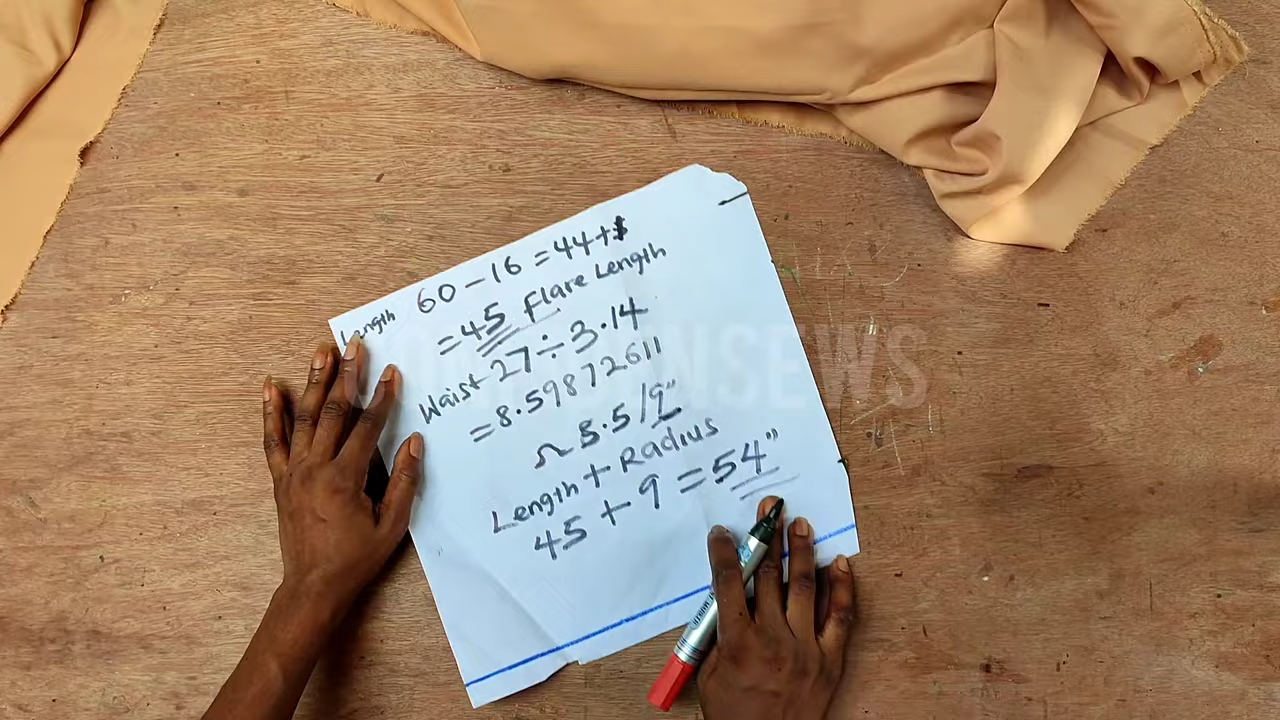 Length 60 - 16 = 44 + 1
= 45 Flare Length
Waist 27 ÷ 3.14
= 8.59872611
~ 8.5 / 9"
Length + Radius
45 + 9 = 54"